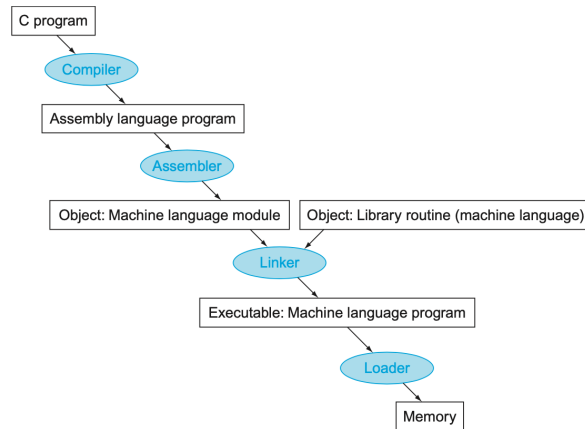 C program
Compiler
Assembly language program
Assembler
Object: Machine language module
Object: Library routine (machine language)
Linker
Executable: Machine language program
Loader
Memory